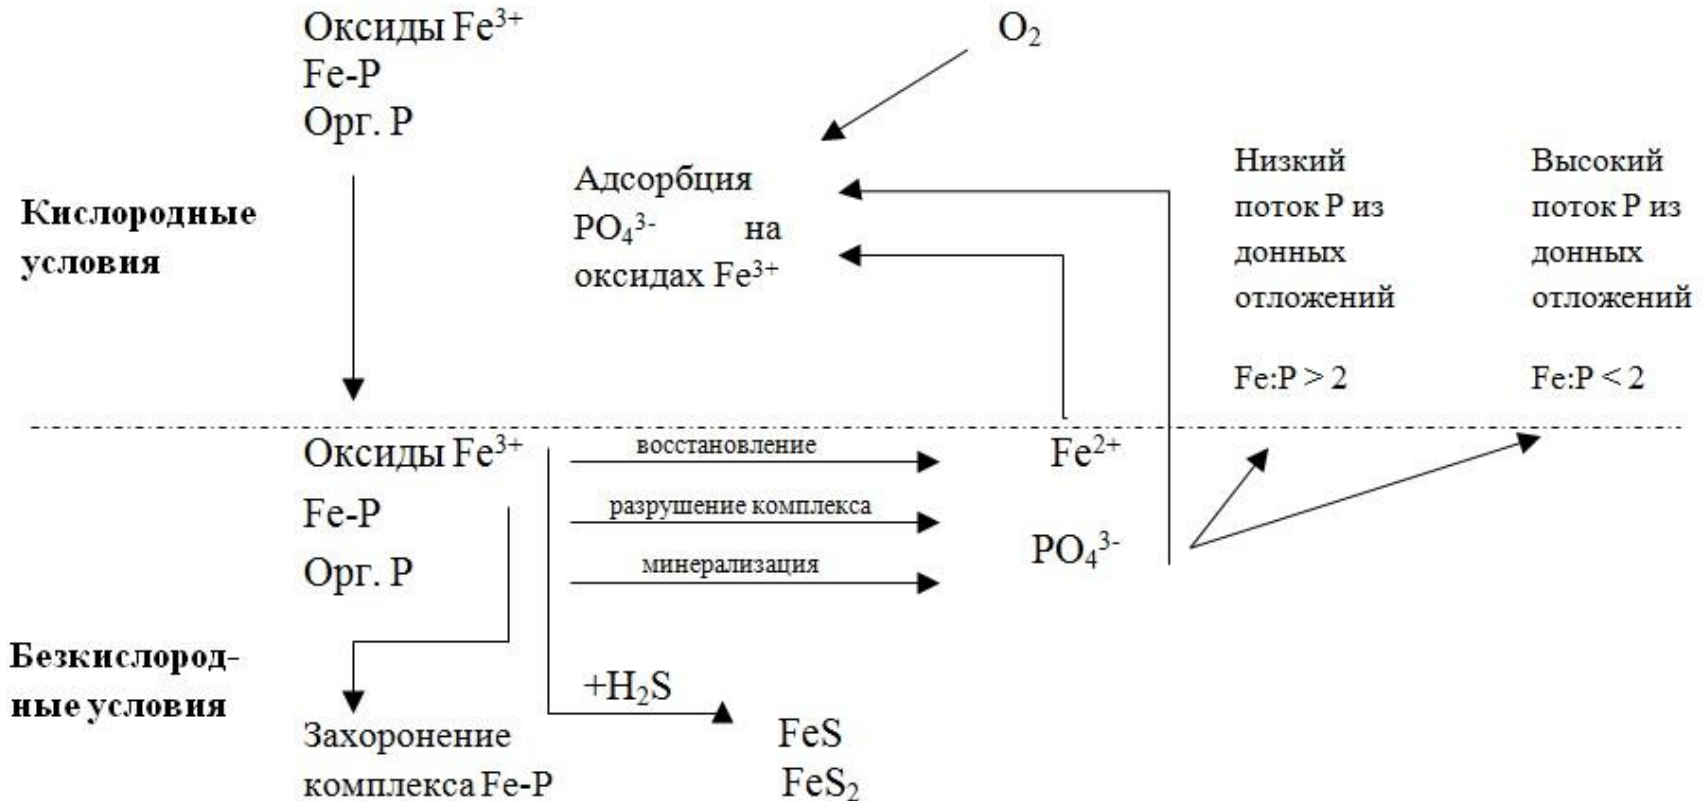 Оксиды Fe³⁺
Fe-P
Орг. P
O₂
Кислородные
условия
Адсорбция
PO₄³⁻ на
оксидах Fe³⁺
Низкий
поток P из
донных
отложений
Fe:P > 2
Высокий
поток P из
донных
отложений
Fe:P < 2
Оксиды Fe³⁺
Fe-P
Орг. P
восстановление
разрушение комплекса
минерализация
Fe²⁺
PO₄³⁻
Безкислород-
ные условия
+H₂S
Захоронение
комплекса Fe-P
FeS
FeS₂